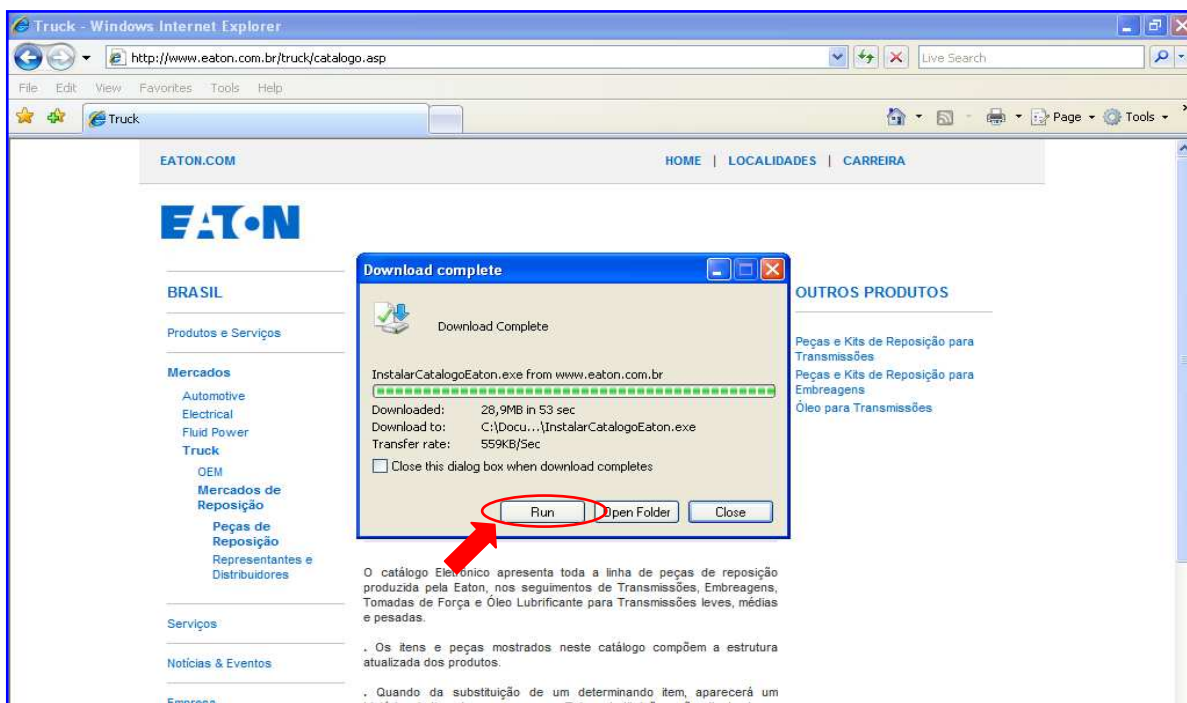 Truck - Windows Internet Explorer
http://www.eaton.com.br/truck/catalogo.asp
Live Search
File Edit View Favorites Tools Help
Truck
Page Tools
EATON.COM
HOME | LOCALIDADES | CARREIRA
EATON
BRASIL
Produtos e Serviços
Mercados
Automotive
Electrical
Fluid Power
Truck
OEM
Mercados de
Reposição
Peças de
Reposição
Representantes e
Distribuidores
Serviços
Notícias & Eventos
Empresa
Download complete
Download Complete
InstalarCatalogoEaton.exe from www.eaton.com.br
Downloaded: 28,9MB in 53 sec
Download to: C:\Docu...\InstalarCatalogoEaton.exe
Transfer rate: 559KB/Sec
Close this dialog box when download completes
Run Open Folder Close
O catálogo Eletrônico apresenta toda a linha de peças de reposição
produzida pela Eaton, nos seguimentos de Transmissões, Embreagens,
Tomadas de Força e Óleo Lubrificante para Transmissões leves, médias
e pesadas.
. Os itens e peças mostrados neste catálogo compõem a estrutura
atualizada dos produtos.
. Quando da substituição de um determinando item, aparecerá um
OUTROS PRODUTOS
Peças e Kits de Reposição para
Transmissões
Peças e Kits de Reposição para
Embreagens
Óleo para Transmissões